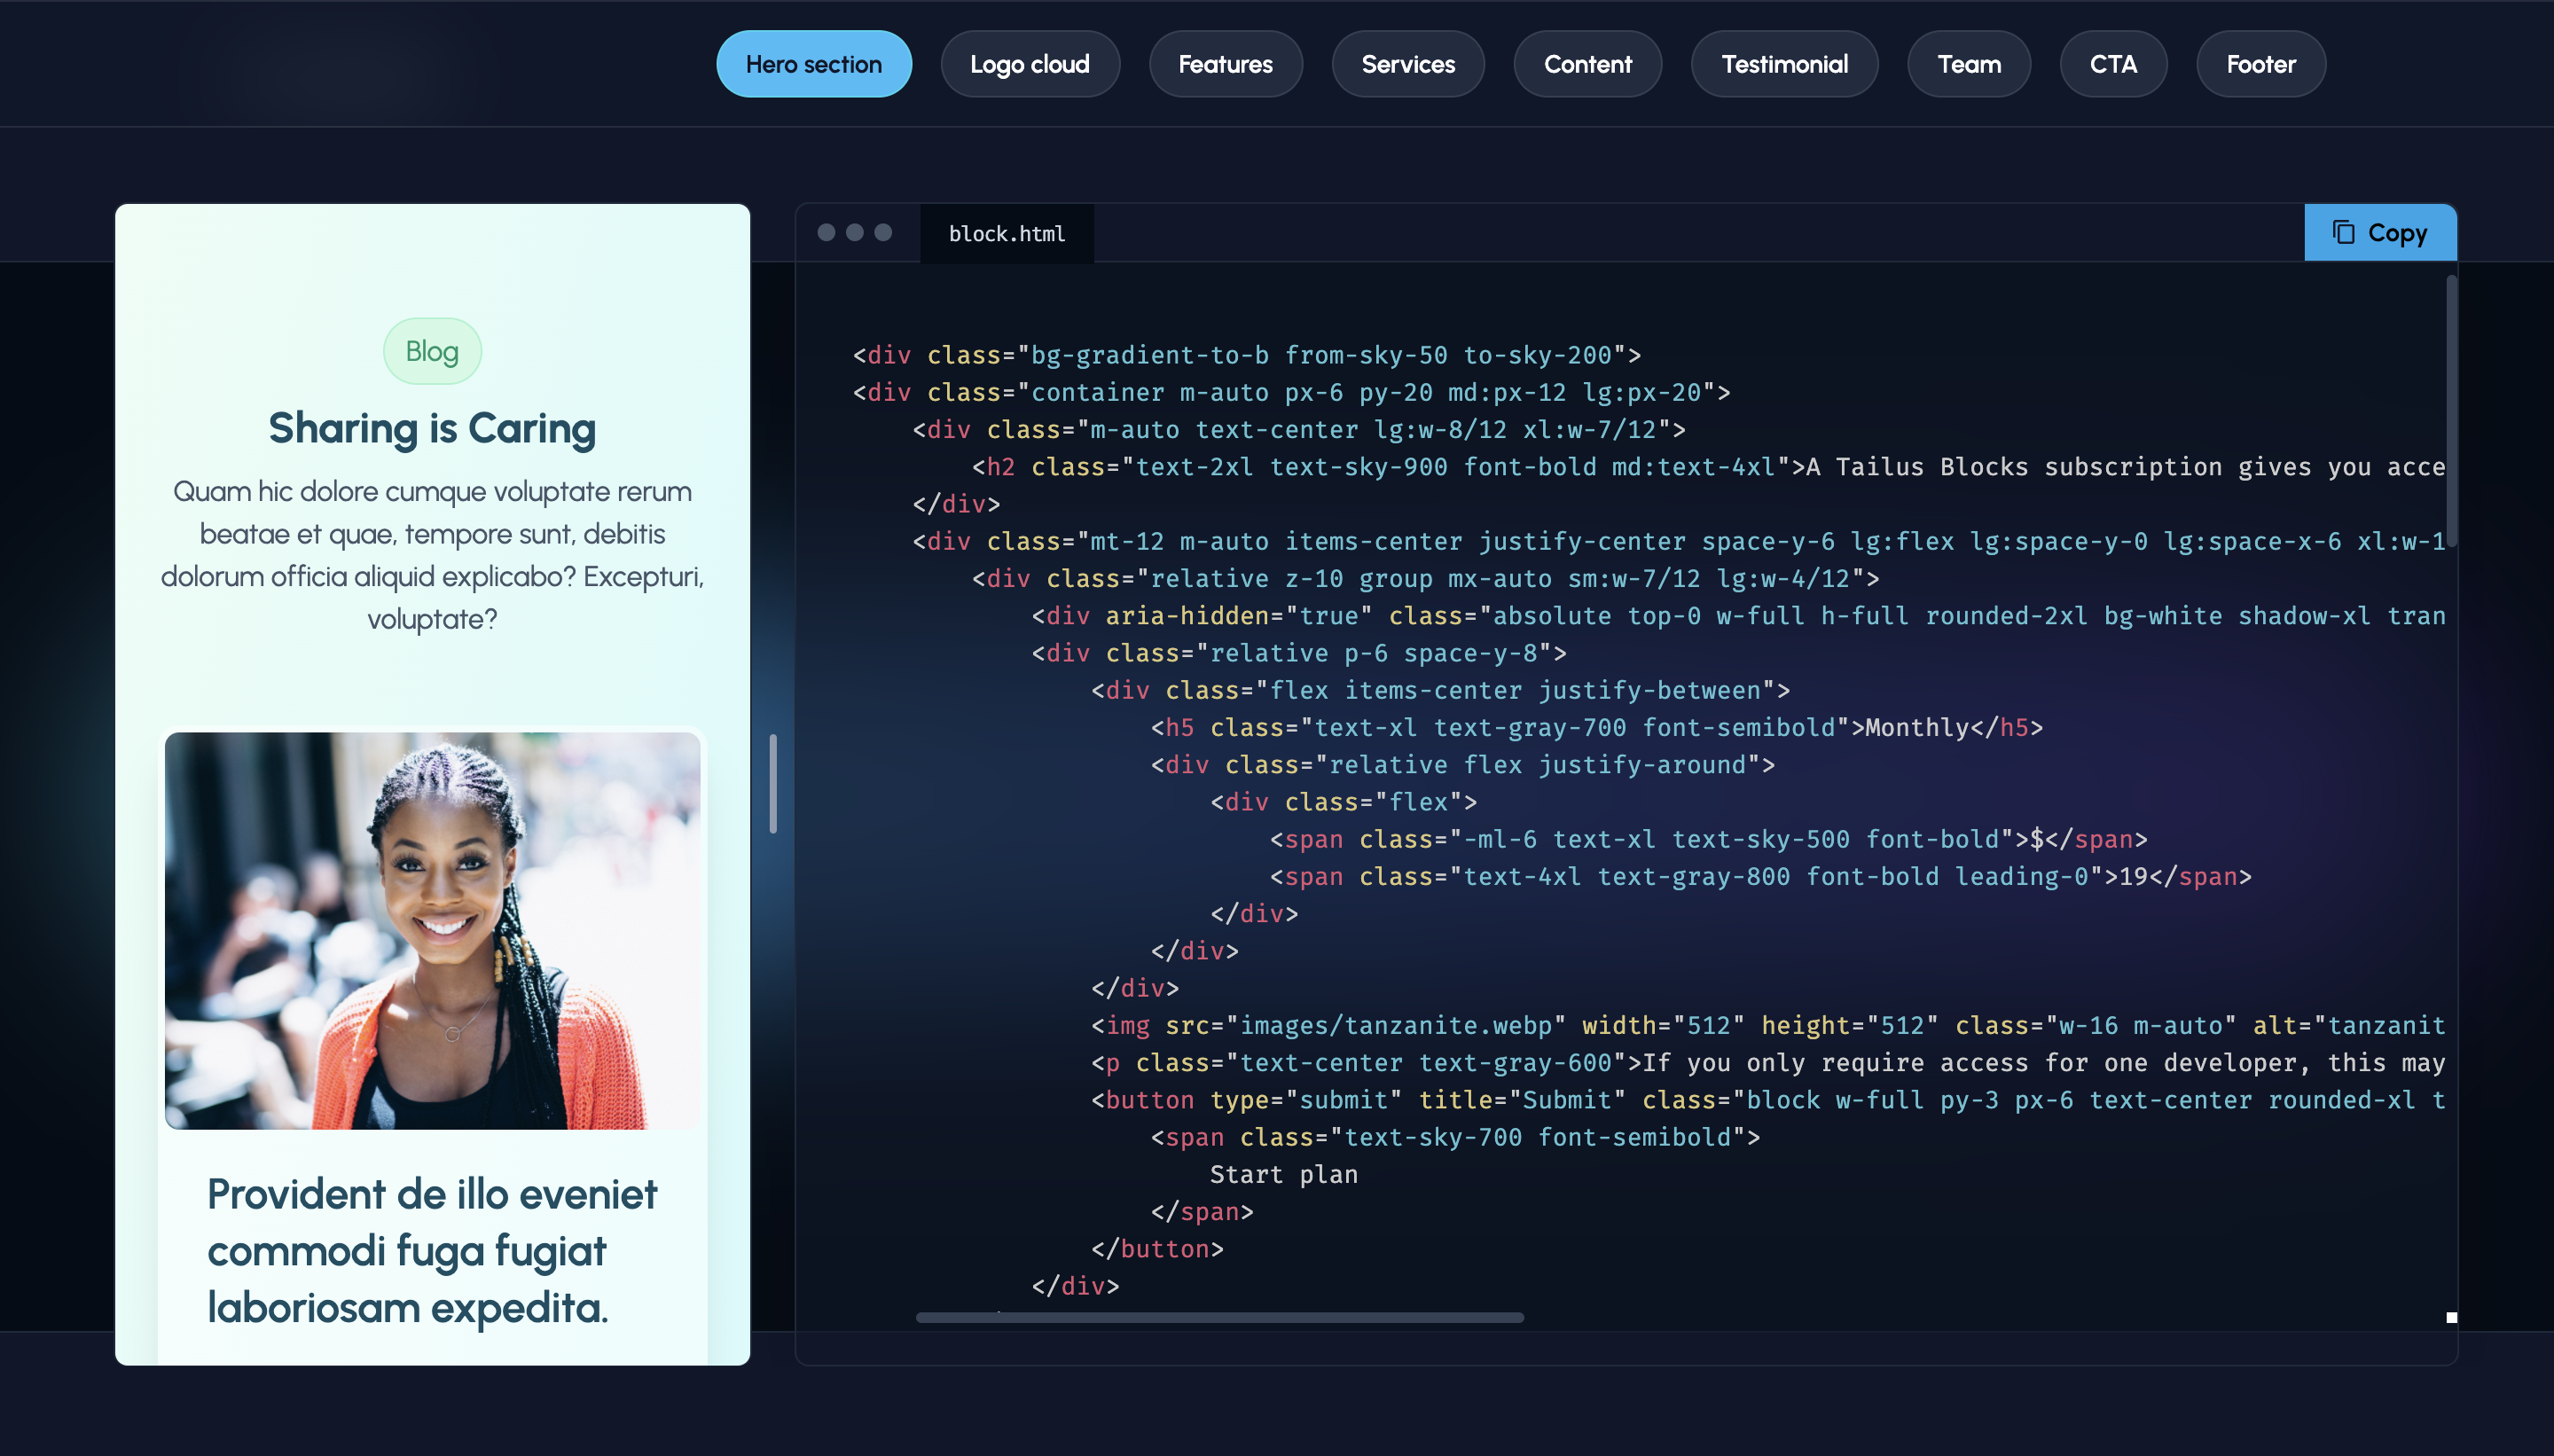 Hero section
Logo cloud
Features
Services
Content
Testimonial
Team
CTA
Footer
Blog
Sharing is Caring
Quam hic dolore cumque voluptate rerum
beatae et quae, tempore sunt, debitis
dolorum officia aliquid explicabo? Excepturi,
voluptate?
Provident de illo eveniet
commodi fuga fugiat
laboriosam expedita.
block.html
Copy
<div class="bg-gradient-to-b from-sky-50 to-sky-200">
<div class="container m-auto px-6 py-20 md:px-12 lg:px-20">
<div class="m-auto text-center lg:w-8/12 xl:w-7/12">
<h2 class="text-2xl text-sky-900 font-bold md:text-4xl">A Tailus Blocks subscription gives you acce
</div>
<div class="mt-12 m-auto items-center justify-center space-y-6 lg:flex lg:space-y-0 lg:space-x-6 xl:w-1
<div class="relative z-10 group mx-auto sm:w-7/12 lg:w-4/12">
<div aria-hidden="true" class="absolute top-0 w-full h-full rounded-2xl bg-white shadow-xl tran
<div class="relative p-6 space-y-8">
<div class="flex items-center justify-between">
<h5 class="text-xl text-gray-700 font-semibold">Monthly</h5>
<div class="relative flex justify-around">
<div class="flex">
<span class="-ml-6 text-xl text-sky-500 font-bold">$</span>
<span class="text-4xl text-gray-800 font-bold leading-0">19</span>
</div>
</div>
</div>
<img src="images/tanzanite.webp" width="512" height="512" class="w-16 m-auto" alt="tanzanit
<p class="text-center text-gray-600">If you only require access for one developer, this may
<button type="submit" title="Submit" class="block w-full py-3 px-6 text-center rounded-xl t
<span class="text-sky-700 font-semibold">
Start plan
</span>
</button>
</div>